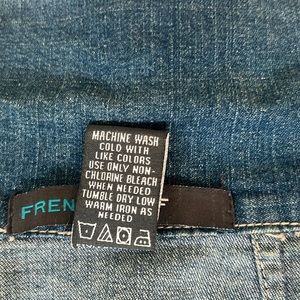 MACHINE WASH
COLD WITH
LIKE COLORS
USE ONLY NON-
CHLORINE BLEACH
WHEN NEEDED
TUMBLE DRY LOW
WARM IRON AS
NEEDED
FREN